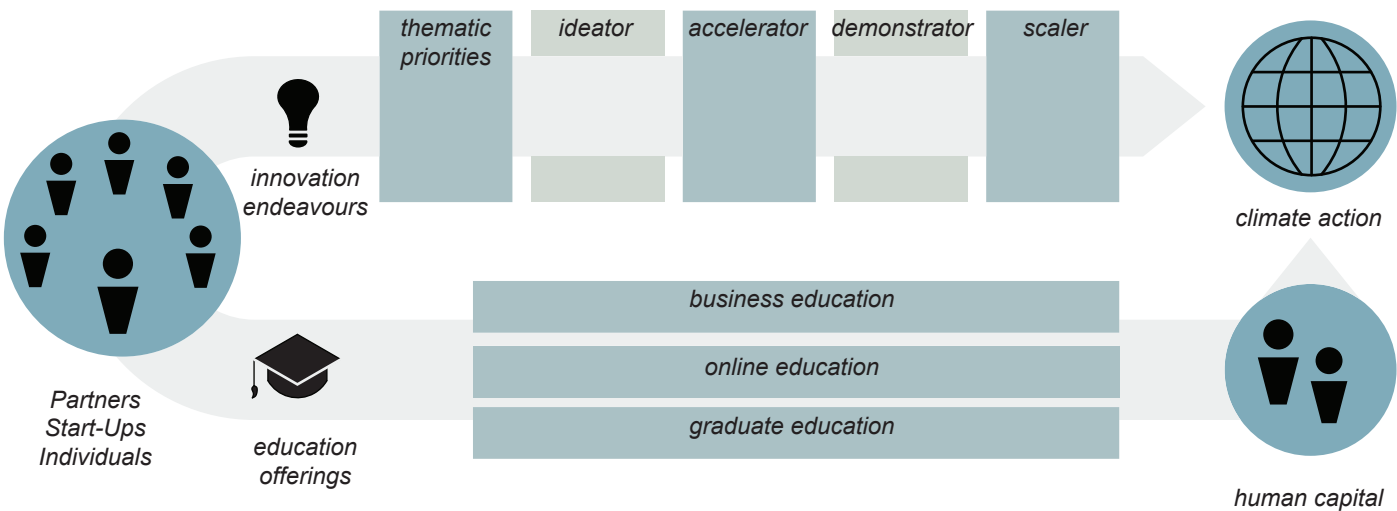 thematic
priorities
ideator
accelerator
demonstrator
scaler
innovation
endeavours
climate action
Partners
Start-Ups
Individuals
education
offerings
business education
online education
graduate education
human capital